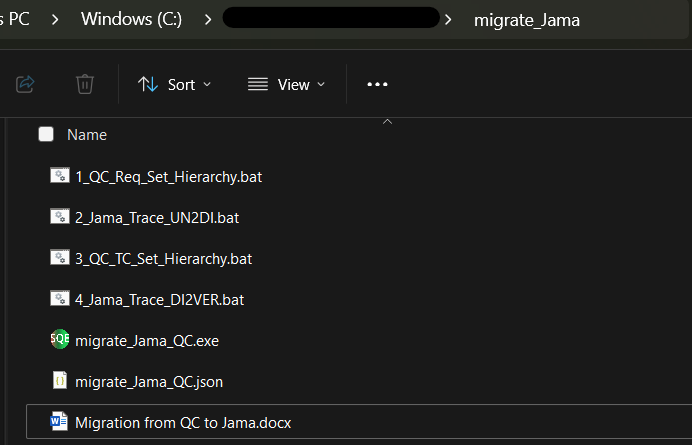 s PC > Windows (C:) > > migrate_Jama
Sort View •••
Name
1_QC_Req_Set_Hierarchy.bat
2_Jama_Trace_UN2DI.bat
3_QC_TC_Set_Hierarchy.bat
4_Jama_Trace_DI2VER.bat
SQE migrate_Jama_QC.exe
migrate_Jama_QC.json
Migration from QC to Jama.docx